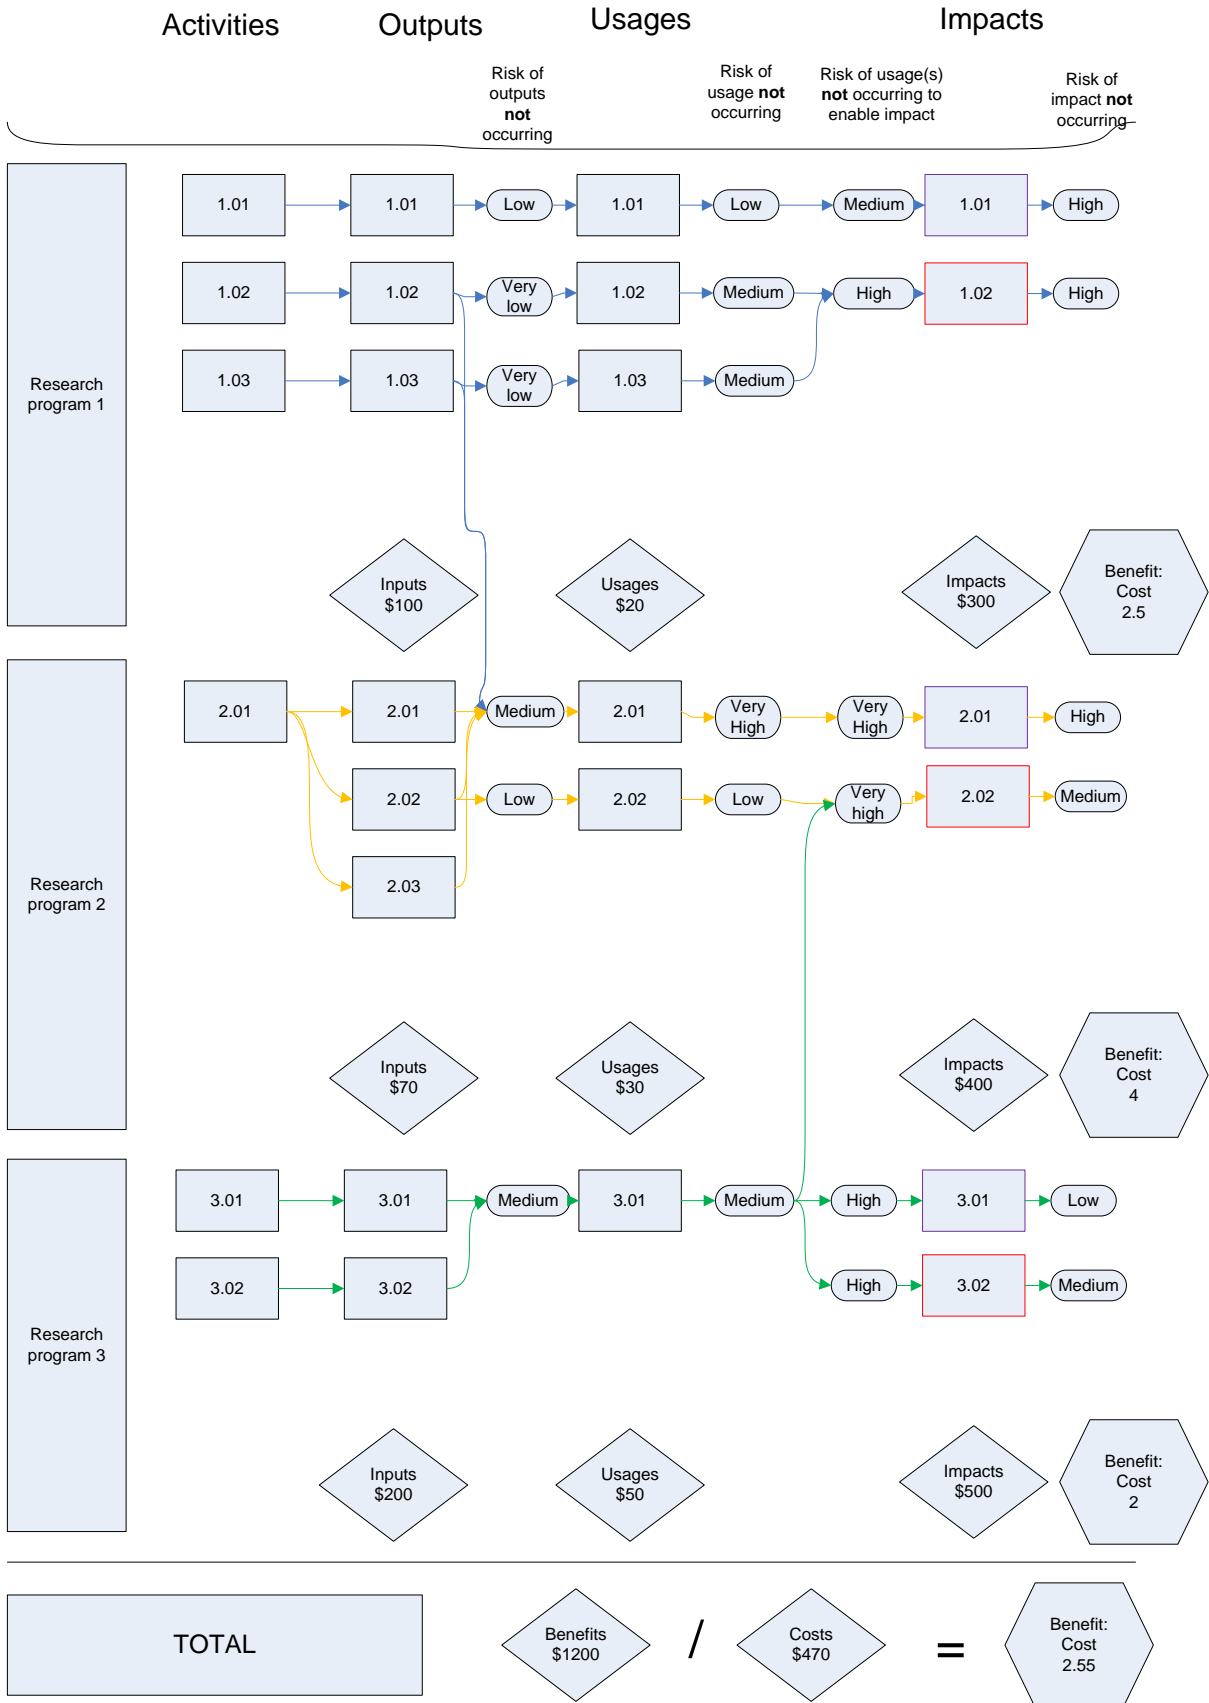 Activities
Outputs
Usages
Impacts
Risk of
outputs
not
occurring
Risk of
usage not
occurring
Risk of usage(s)
not occurring to
enable impact
Risk of
impact not
occurring
Research
program 1
1.01
1.01
Low
1.01
Low
Medium
1.01
High
1.02
1.02
Very
low
1.02
Medium
High
1.02
High
1.03
1.03
Very
low
1.03
Medium
Inputs
$100
Usages
$20
Impacts
$300
Benefit:
Cost
2.5
Research
program 2
2.01
2.01
Medium
2.01
Very
High
Very
High
2.01
High
2.02
Low
2.02
Low
Very
high
2.02
Medium
2.03
Inputs
$70
Usages
$30
Impacts
$400
Benefit:
Cost
4
Research
program 3
3.01
3.01
Medium
3.01
Medium
High
3.01
Low
3.02
3.02
High
3.02
Medium
Inputs
$200
Usages
$50
Impacts
$500
Benefit:
Cost
2
TOTAL
Benefits
$1200
/
Costs
$470
=
Benefit:
Cost
2.55